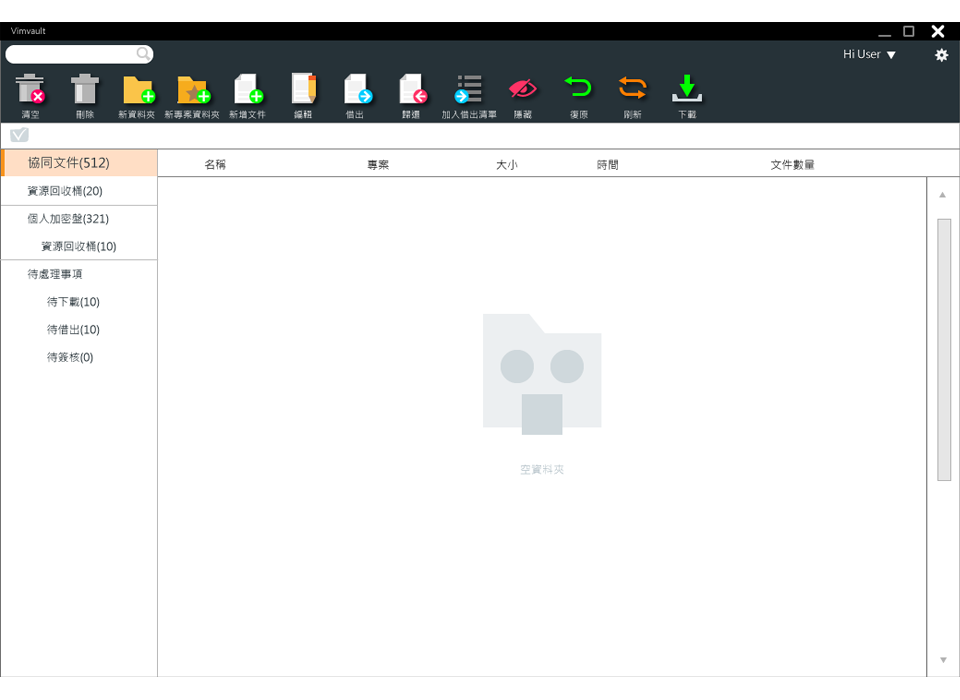 Vimvault
Hi User
清空
刪除
新資料夾
新專案資料夾
新增文件
編輯
借出
歸還
加入借出清單
隱藏
復原
刷新
下載
協同文件(512)
資源回收桶(20)
個人加密盤(321)
資源回收桶(10)
待處理事項
待下載(10)
待借出(10)
待簽核(0)
名稱
專案
大小
時間
文件數量
空資料夾